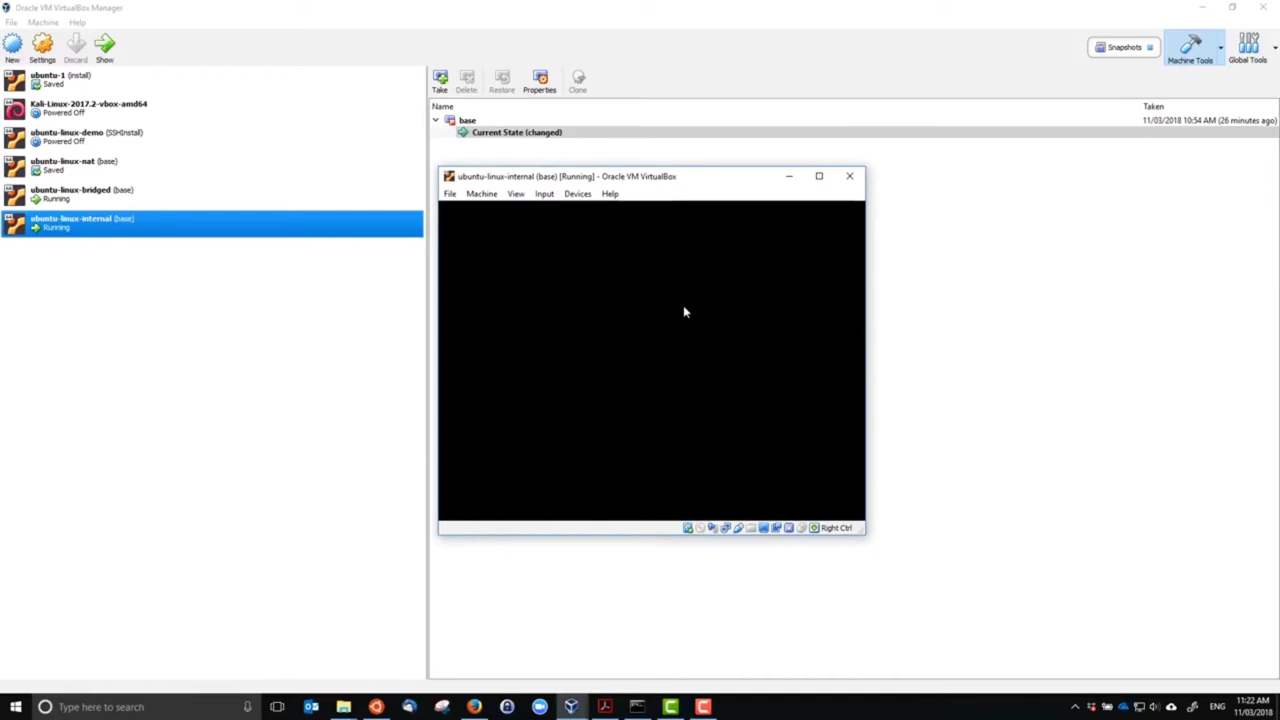 Oracle VM VirtualBox Manager
File Machine Help
New Settings Discard Show
Snapshots
Machine Tools
Global Tools
ubuntu-1 (install)
Saved
Kali-Linux-2017.2-vbox-amd64
Powered Off
ubuntu-linux-demo (SSHInstall)
Powered Off
ubuntu-linux-nat (base)
Saved
ubuntu-linux-bridged (base)
Running
ubuntu-linux-internal (base)
Running
Take Delete Restore Properties Clone
Name Taken
base 11/03/2018 10:54 AM (26 minutes ago)
Current State (changed)
ubuntu-linux-internal (base) [Running] - Oracle VM VirtualBox
File Machine View Input Devices Help
Right Ctrl
Type here to search
ENG
11:22 AM
11/03/2018